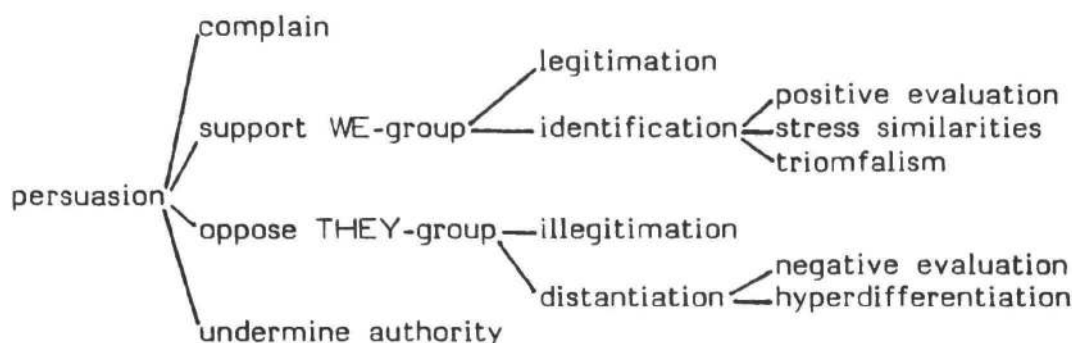 complain
legitimation
positive evaluation
support WE-group identification stress similarities
triomfalism
persuasion
oppose THEY-group illegitimation
negative evaluation
distantiation hyperdifferentiation
undermine authority